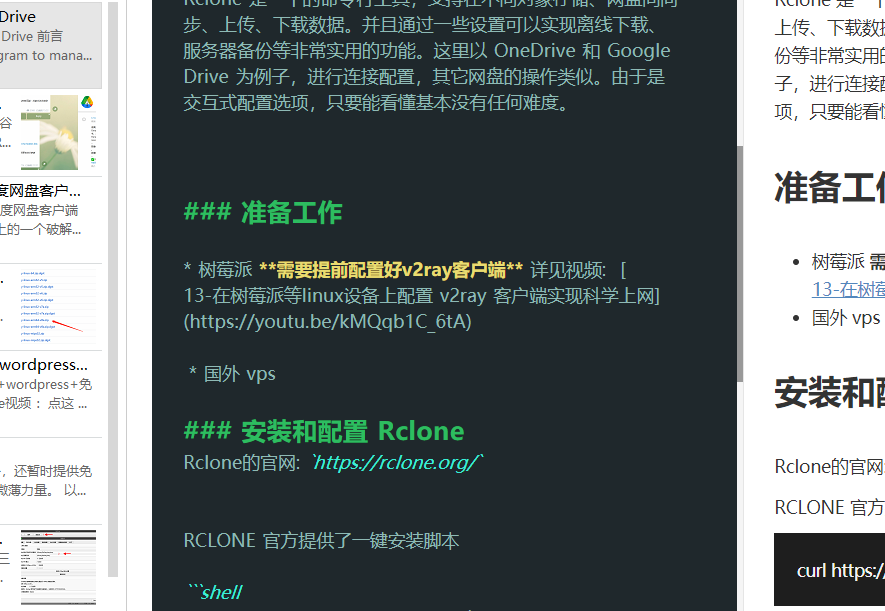 Drive
Drive 前言
gram to mana...
谷
度网盘客户...
度网盘客户端
上的一个破解...
wordpress...
+wordpress+免
e视频 ：点这 ...
，还暂时提供免
微薄力量。 以...
Rclone 是一个的命令行工具，支持在不同对象存储、网盘间同
步、上传、下载数据。并且通过一些设置可以实现离线下载、
服务器备份等非常实用的功能。这里以 OneDrive 和 Google
Drive 为例子，进行连接配置，其它网盘的操作类似。由于是
交互式配置选项，只要能看懂基本没有任何难度。
### 准备工作
* 树莓派 **需要提前配置好v2ray客户端** 详见视频： [
13-在树莓派等linux设备上配置 v2ray 客户端实现科学上网]
(https://youtu.be/kMQqb1C_6tA)
* 国外 vps
### 安装和配置 Rclone
Rclone的官网: `https://rclone.org/`
RCLONE 官方提供了一键安装脚本
```shell
Rclone 是一
上传、下载数据
份等非常实用的
子，进行连接配
项，只要能看懂
准备工作
• 树莓派 需
13-在树莓
• 国外 vps
安装和配
Rclone的官网
RCLONE 官方
curl https:/